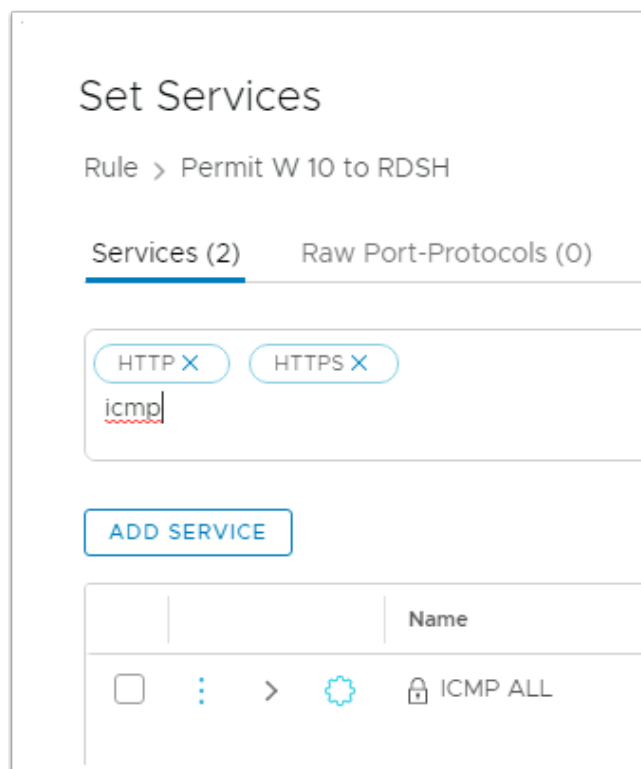 Set Services
Rule > Permit W 10 to RDSH
Services (2) Raw Port-Protocols (0)
HTTP HTTPS
icmp
ADD SERVICE
Name
ICMP ALL